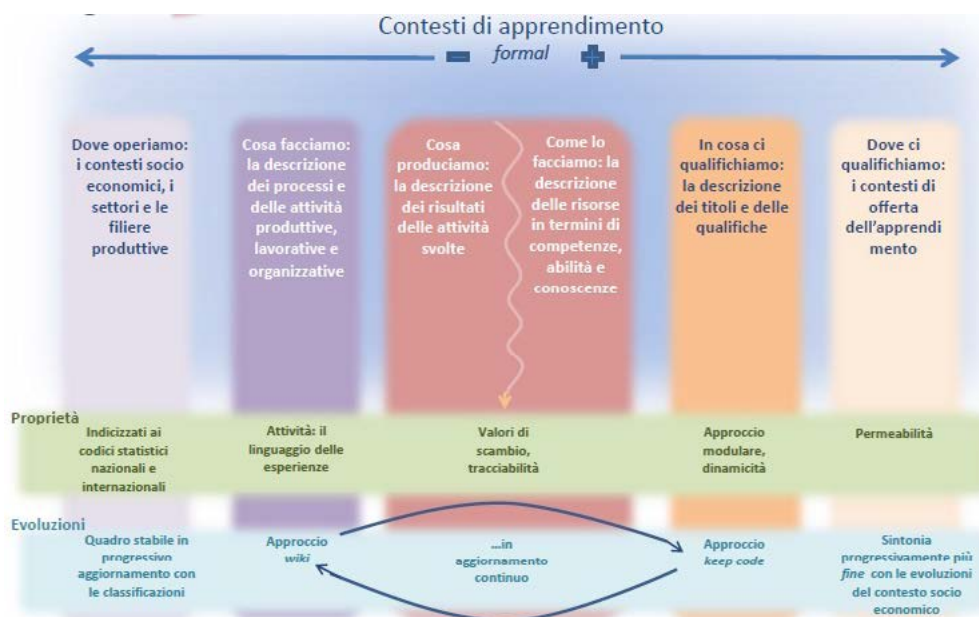 Contesti di apprendimento
formal
Dove operiamo:
i contesti socio
economici, i
settori e le
filiere
produttive
Cosa facciamo:
la descrizione
dei processi e
delle attività
produttive,
lavorative e
organizzative
Cosa
produciamo:
la descrizione
dei risultati
delle attività
svolte
Come lo
facciamo: la
descrizione
delle risorse
in termini di
competenze,
abilità e
conoscenze
In cosa ci
qualifichiamo:
la descrizione
dei titoli e delle
qualifiche
Dove ci
qualifichiamo:
i contesti di
offerta
dell'apprendi
mento
Proprietà
Indicizzati ai
codici statistici
nazionali e
internazionali
Attività: il
linguaggio delle
esperienze
Valori di
scambio,
tracciabilità
Approccio
modulare,
dinamicità
Permeabilità
Evoluzioni
Quadro stabile in
progressivo
aggiornamento con
le classificazioni
Approccio
wiki
...in
aggiornamento
continuo
Approccio
keep code
Sintonia
progressivamente più
fine con le evoluzioni
del contesto socio
economico